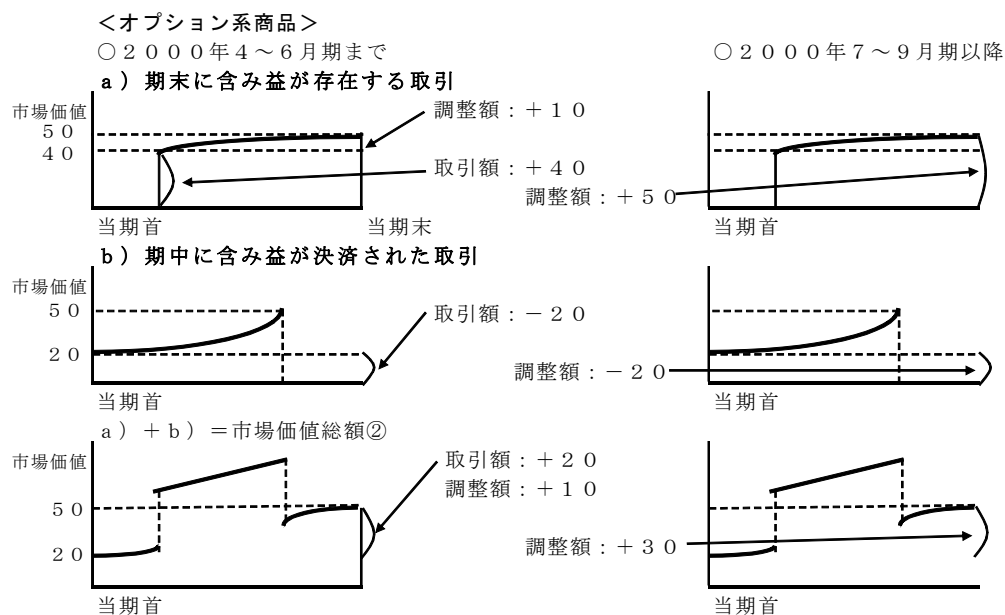 ＜オプション系商品＞
○２０００年４～６月期まで
○２０００年７～９月期以降
ａ）期末に含み益が存在する取引
市場価値
５０
４０
調整額：＋１０
取引額：＋４０
調整額：＋５０
当期首
当期末
当期首
ｂ）期中に含み益が決済された取引
市場価値
５０
２０
取引額：－２０
調整額：－２０
当期首
当期首
ａ）＋ｂ）＝市場価値総額②
市場価値
５０
２０
取引額：＋２０
調整額：＋１０
調整額：＋３０
当期首
当期首